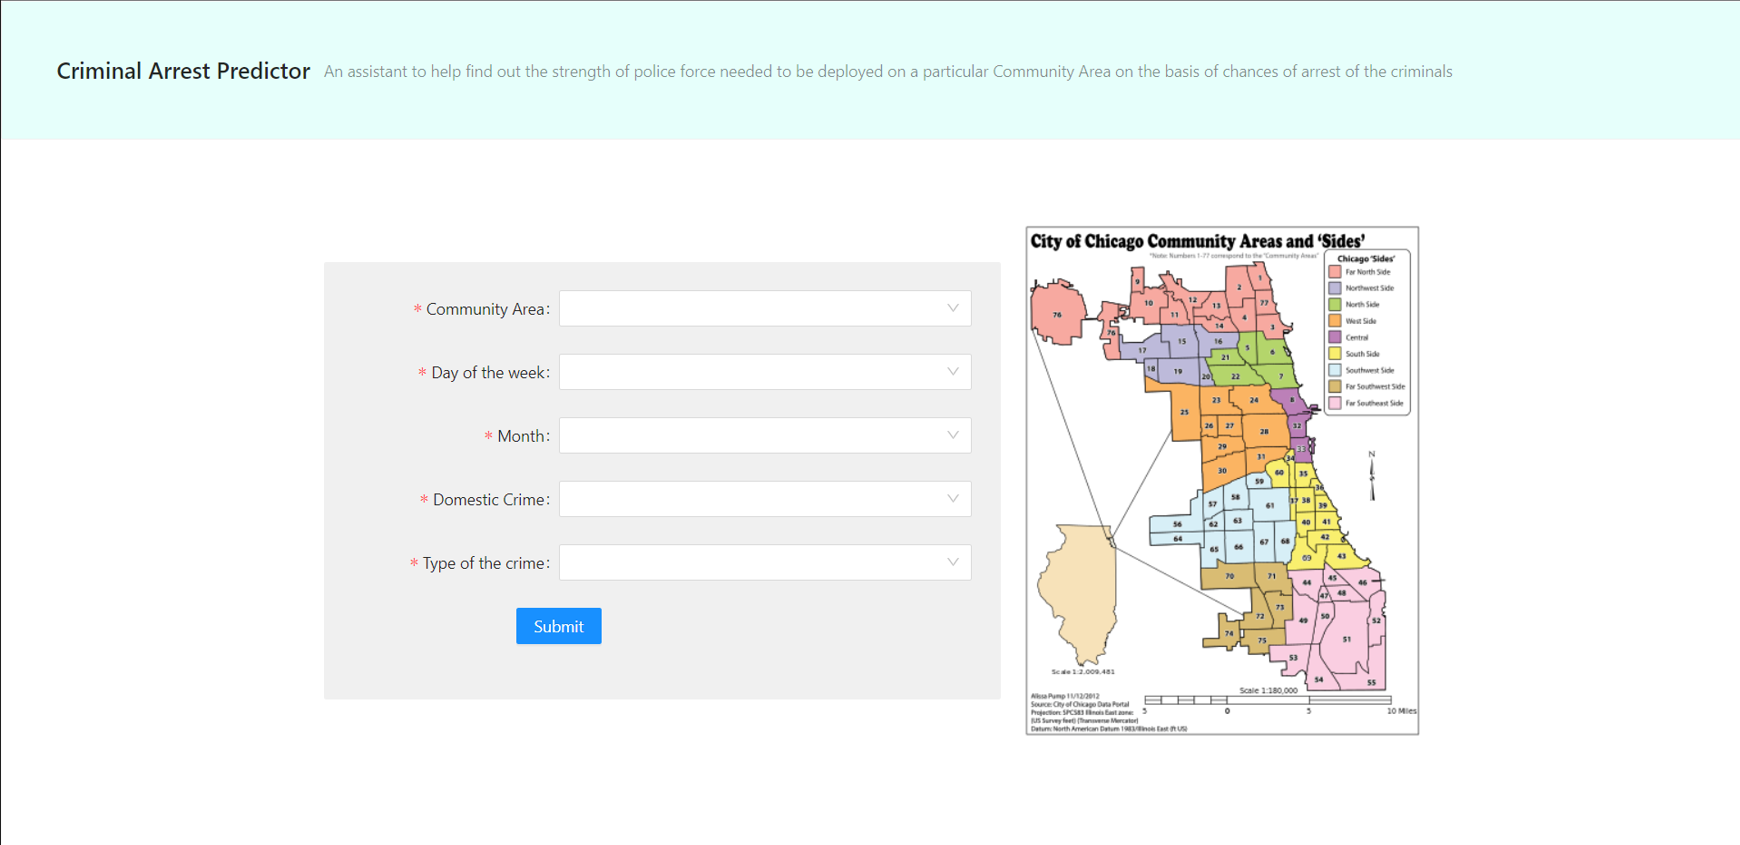 Criminal Arrest Predictor An assistant to help find out the strength of police force needed to be deployed on a particular Community Area on the basis of chances of arrest of the criminals
* Community Area:
* Day of the week:
* Month:
* Domestic Crime:
* Type of the crime:
Submit
City of Chicago Community Areas and ‘Sides’
*Note: Numbers 1-77 correspond to the "Community Areas"
Chicago 'Sides'
Far North Side
Northwest Side
North Side
West Side
Central
South Side
Southwest Side
Far Southwest Side
Far Southeast Side
1
9
2
10
12
13
77
76
11
4
76
14
3
15
16
5
17
6
21
18
19
20
22
7
23
24
8
25
26
27
28
32
29
33
31
34
30
60
35
59
36
58
37
38
57
61
39
56
62
63
40
41
64
42
65
66
67
68
69
43
70
71
44
45
46
47
48
73
72
49
50
52
74
75
51
53
54
55
N
Scale 1:2,009,481
Scale 1:180,000
5
0
5
10 Miles
Alissa Pump 11/12/2012
Source: City of Chicago Data Portal
Projection: SPCS83 Illinois East zone
(US Survey feet) (Transverse Mercator)
Datum: North American Datum 1983/Illinois East (ft US)